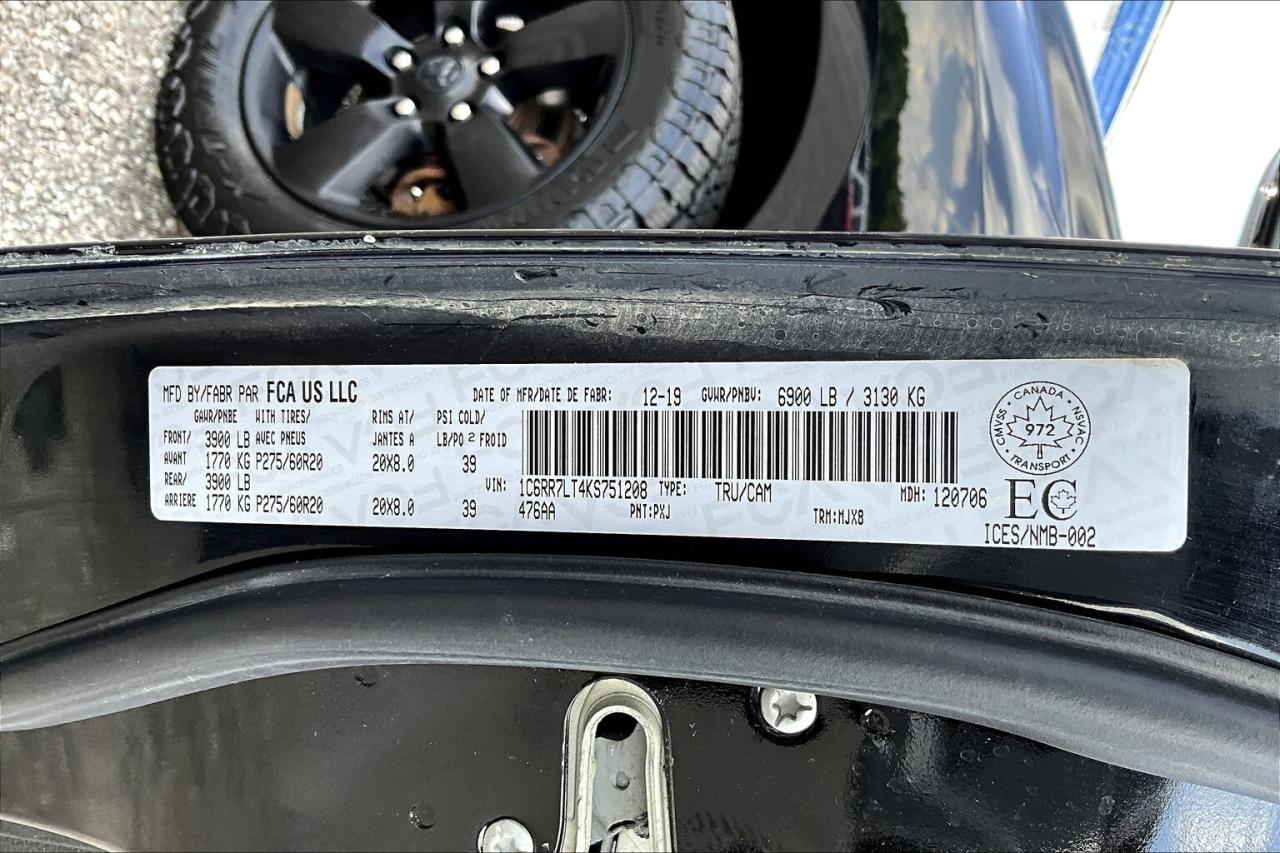 MFD BY/FABR PAR FCA US LLC DATE OF MFR/DATE DE FABR: 12-19 GVWR/PNBV: 6900 LB / 3130 KG
GAWR/PNBE WITH TIRES/ RIMS AT/ PSI COLD/
FRONT/ 3900 LB AVEC PNEUS JANTES A LB/PO 2 FROID
AVANT 1770 KG P275/60R20 20X8.0 39
REAR/ 3900 LB
ARRIERE 1770 KG P275/60R20 20X8.0 39
VIN: 1C6RR7LT4KS751208 TYPE: TRU/CAM MDH: 120706
476AA PNT:PXJ TRM:MJX8
CANADA
CMVSS 972 NSVAC
TRANSPORT
EC
ICES/NMB-002